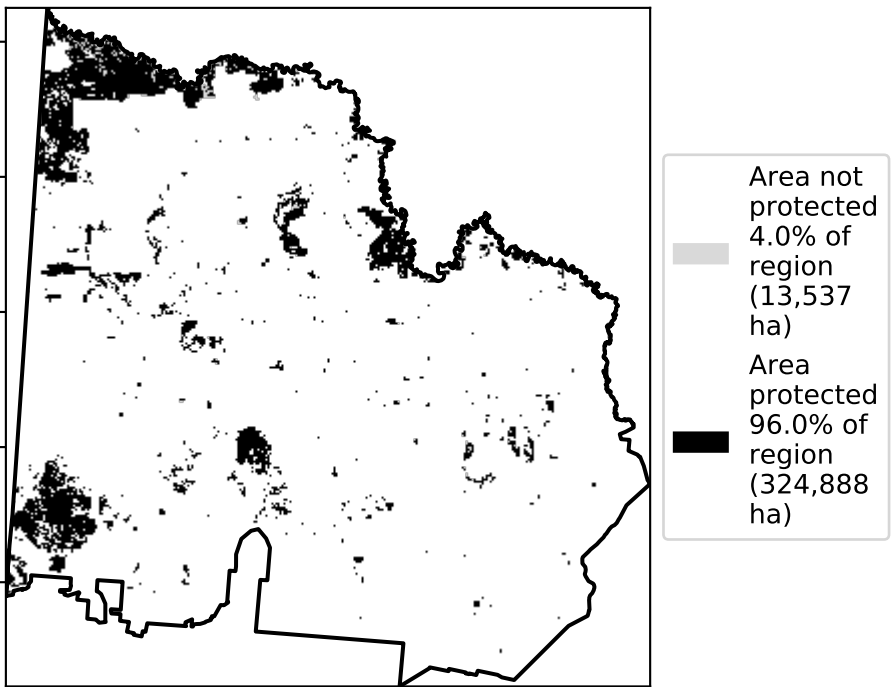 Area not
protected
4.0% of
region
(13,537
ha)
Area
protected
96.0% of
region
(324,888
ha)